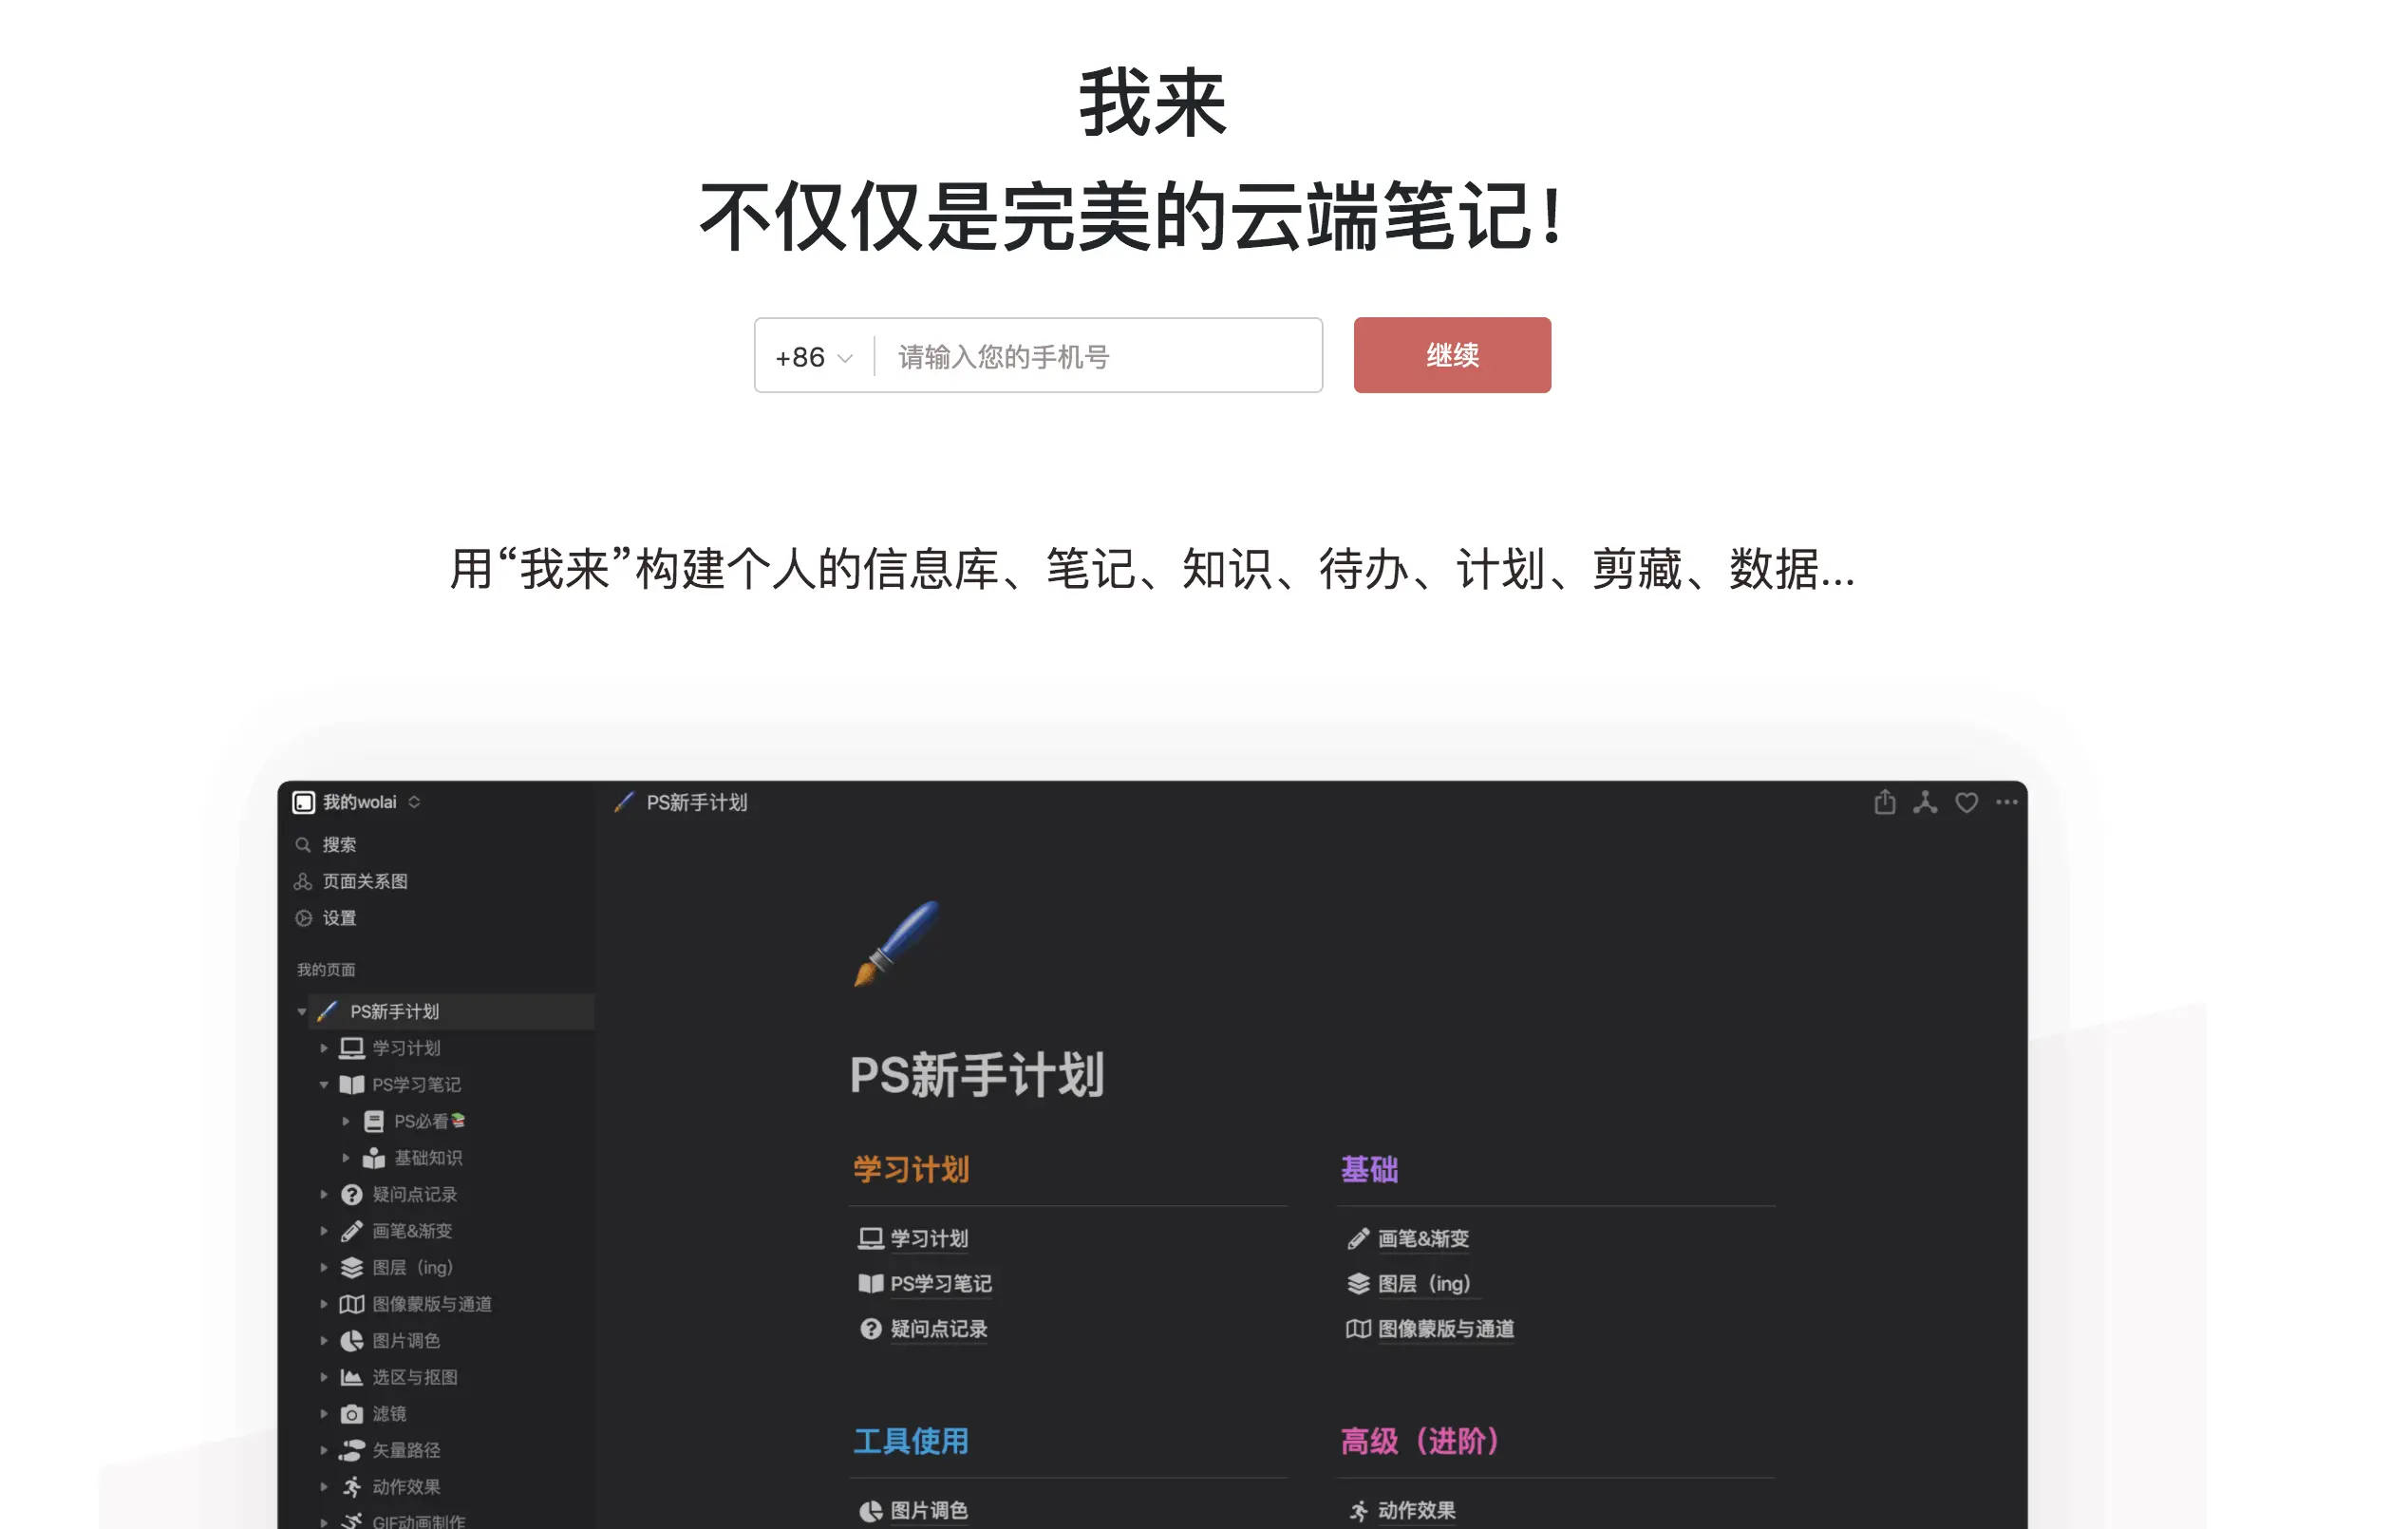 我来
不仅仅是完美的云端笔记!
+86 请输入您的手机号 继续
用“我来”构建个人的信息库、笔记、知识、待办、计划、剪藏、数据...
我的wolai
搜索
页面关系图
设置
我的页面
PS新手计划
学习计划
PS学习笔记
PS必看
基础知识
疑问点记录
画笔&渐变
图层（ing）
图像蒙版与通道
图片调色
选区与抠图
滤镜
矢量路径
动作效果
GIF动画制作
PS新手计划
PS新手计划
学习计划
学习计划
PS学习笔记
疑问点记录
基础
画笔&渐变
图层（ing）
图像蒙版与通道
工具使用
图片调色
高级（进阶）
动作效果